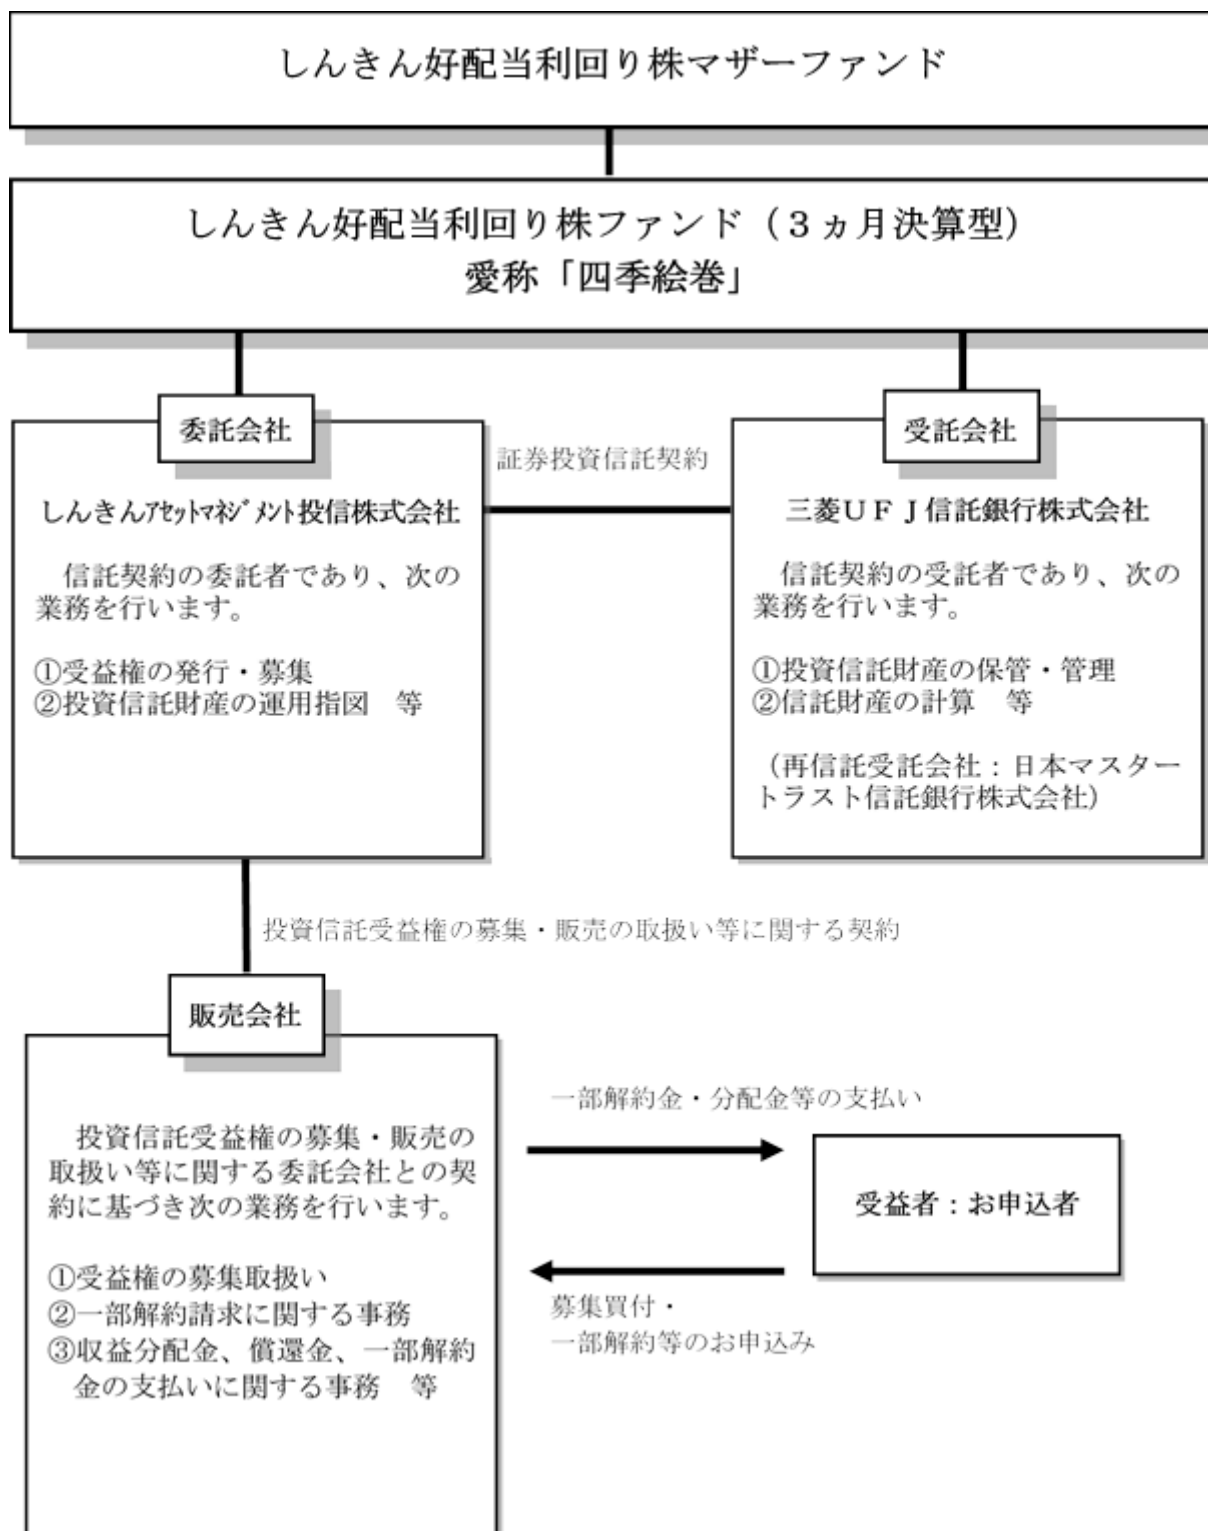 しんきん好配当利回り株マザーファンド
しんきん好配当利回り株ファンド（３ヵ月決算型）
愛称「四季絵巻」
委託会社
しんきんｱｾｯﾄﾏﾈｼﾞﾒﾝﾄ投信株式会社
信託契約の委託者であり、次の
業務を行います。
①受益権の発行・募集
②投資信託財産の運用指図　等
証券投資信託契約
受託会社
三菱ＵＦＪ信託銀行株式会社
信託契約の受託者であり、次の
業務を行います。
①投資信託財産の保管・管理
②信託財産の計算　等
（再信託受託会社：日本マスター
トラスト信託銀行株式会社）
投資信託受益権の募集・販売の取扱い等に関する契約
販売会社
投資信託受益権の募集・販売の
取扱い等に関する委託会社との契
約に基づき次の業務を行います。
①受益権の募集取扱い
②一部解約請求に関する事務
③収益分配金、償還金、一部解約
金の支払いに関する事務　等
一部解約金・分配金等の支払い
受益者：お申込者
募集買付・
一部解約等のお申込み